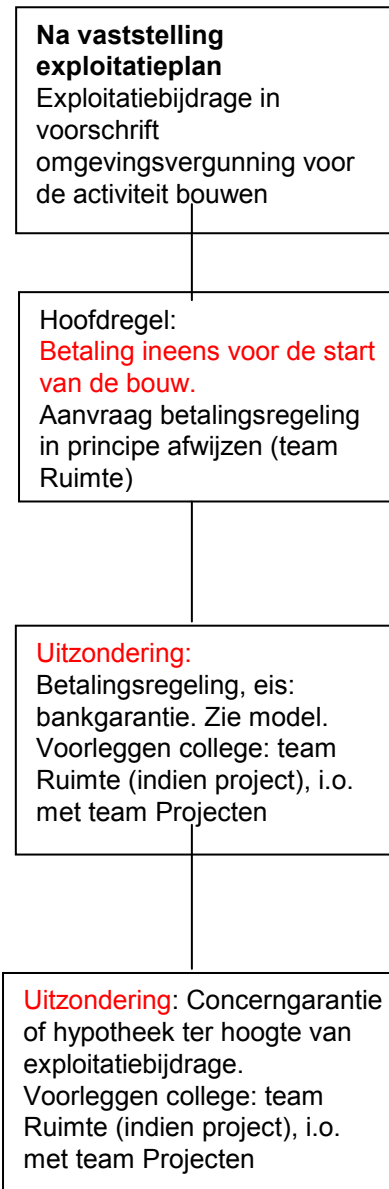 Na vaststelling
exploitatieplan
Exploitatiebijdrage in
voorschrift
omgevingsvergunning voor
de activiteit bouwen
Hoofdregel:
Betaling ineens voor de start
van de bouw.
Aanvraag betalingsregeling
in principe afwijzen (team
Ruimte)
Uitzondering:
Betalingsregeling, eis:
bankgarantie. Zie model.
Voorleggen college: team
Ruimte (indien project), i.o.
met team Projecten
Uitzondering: Concerngarantie
of hypotheek ter hoogte van
exploitatiebijdrage.
Voorleggen college: team
Ruimte (indien project), i.o.
met team Projecten